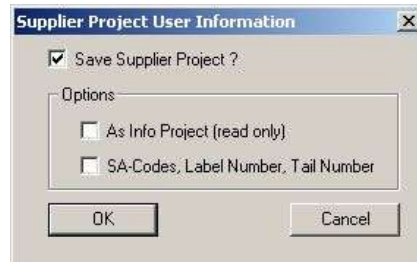 Supplier Project User Information
Save Supplier Project ?
Options
As Info Project (read only)
SA-Codes, Label Number, Tail Number
OK Cancel